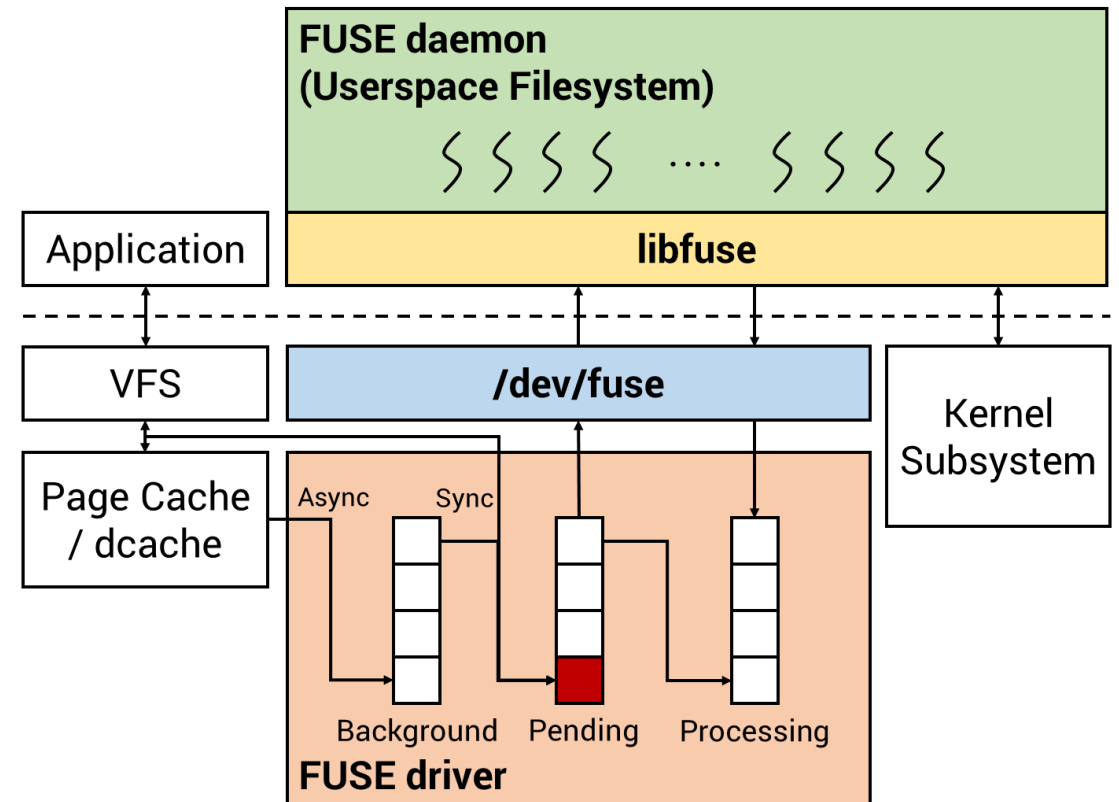 FUSE daemon
(Userspace Filesystem)
....
Application
libfuse
VFS
/dev/fuse
Kernel
Subsystem
Page Cache
/ dcache
Async
Sync
Background
Pending
Processing
FUSE driver